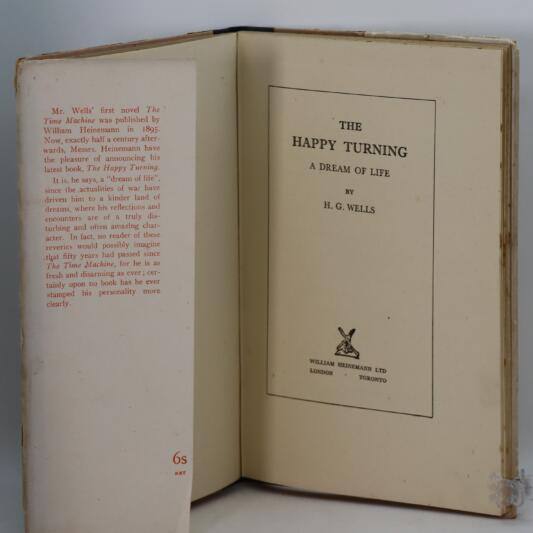 Mr. Wells' first novel The
Time Machine was published by
William Heinemann in 1895.
Now, exactly half a century after-
wards, Messrs. Heinemann have
the pleasure of announcing his
latest book, The Happy Turning.
It is, he says, a "dream of life",
since the actualities of war have
driven him to a kinder land of
dreams, where his reflections and
encounters are of a truly dis-
turbing and often amazing char-
acter. In fact, no reader of these
reveries would possibly imagine
that fifty years had passed since
The Time Machine, for he is as
fresh and disarming as ever; cer-
tainly upon no book has he ever
stamped his personality more
clearly.
6s
NET
THE
HAPPY TURNING
A DREAM OF LIFE
BY
H. G. WELLS
WILLIAM HEINEMANN LTD
LONDON TORONTO